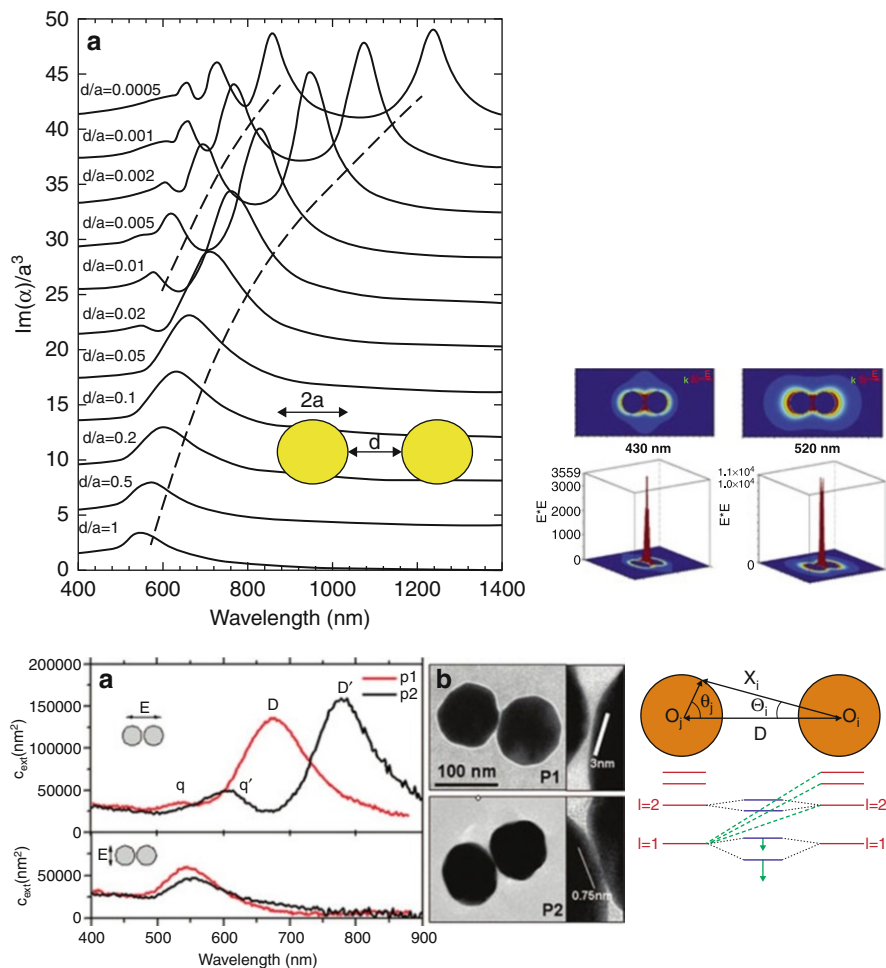 a
50
45
40
35
30
25
20
15
10
5
0
Im(α)/a³
d/a=0.0005
d/a=0.001
d/a=0.002
d/a=0.005
d/a=0.01
d/a=0.02
d/a=0.05
d/a=0.1
d/a=0.2
d/a=0.5
d/a=1
2a
d
400 600 800 1000 1200 1400
Wavelength (nm)
430 nm
520 nm
3559
3000
2000
1000
0
E*E
1.1×10⁴
1.0×10⁴
0
E*E
a
200000
150000
100000
50000
0
50000
0
c_ext(nm²)
c_ext(nm²)
E
p1
p2
D
D′
q
q′
E
400 500 600 700 800 900
Wavelength (nm)
b
100 nm
P1
3nm
P2
0.75nm
X_i
θ_j
Θ_i
O_j
O_i
D
l=2
l=2
l=1
l=1